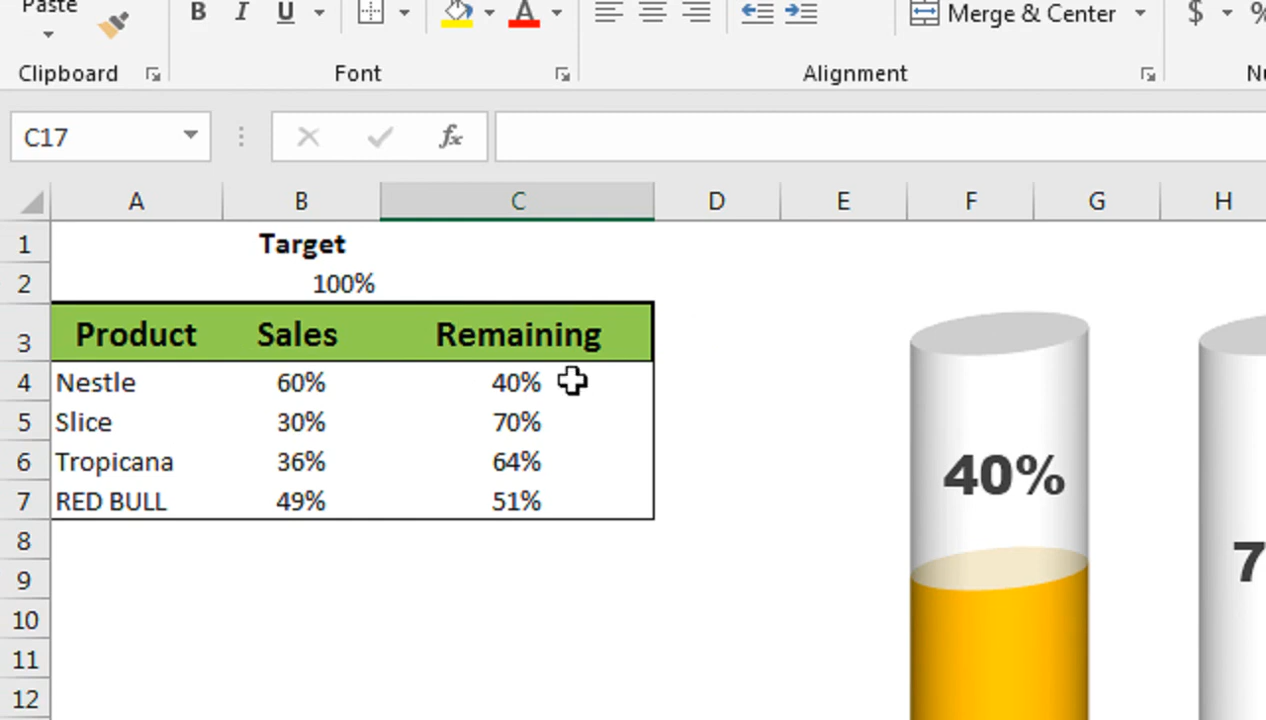 Paste
B I U A Merge & Center $ %
Clipboard Font Alignment
C17 fx
A B C D E F G H
1 Target
2 100%
3 Product Sales Remaining
4 Nestle 60% 40%
5 Slice 30% 70%
6 Tropicana 36% 64%
7 RED BULL 49% 51%
40%
8
9
10
11
12